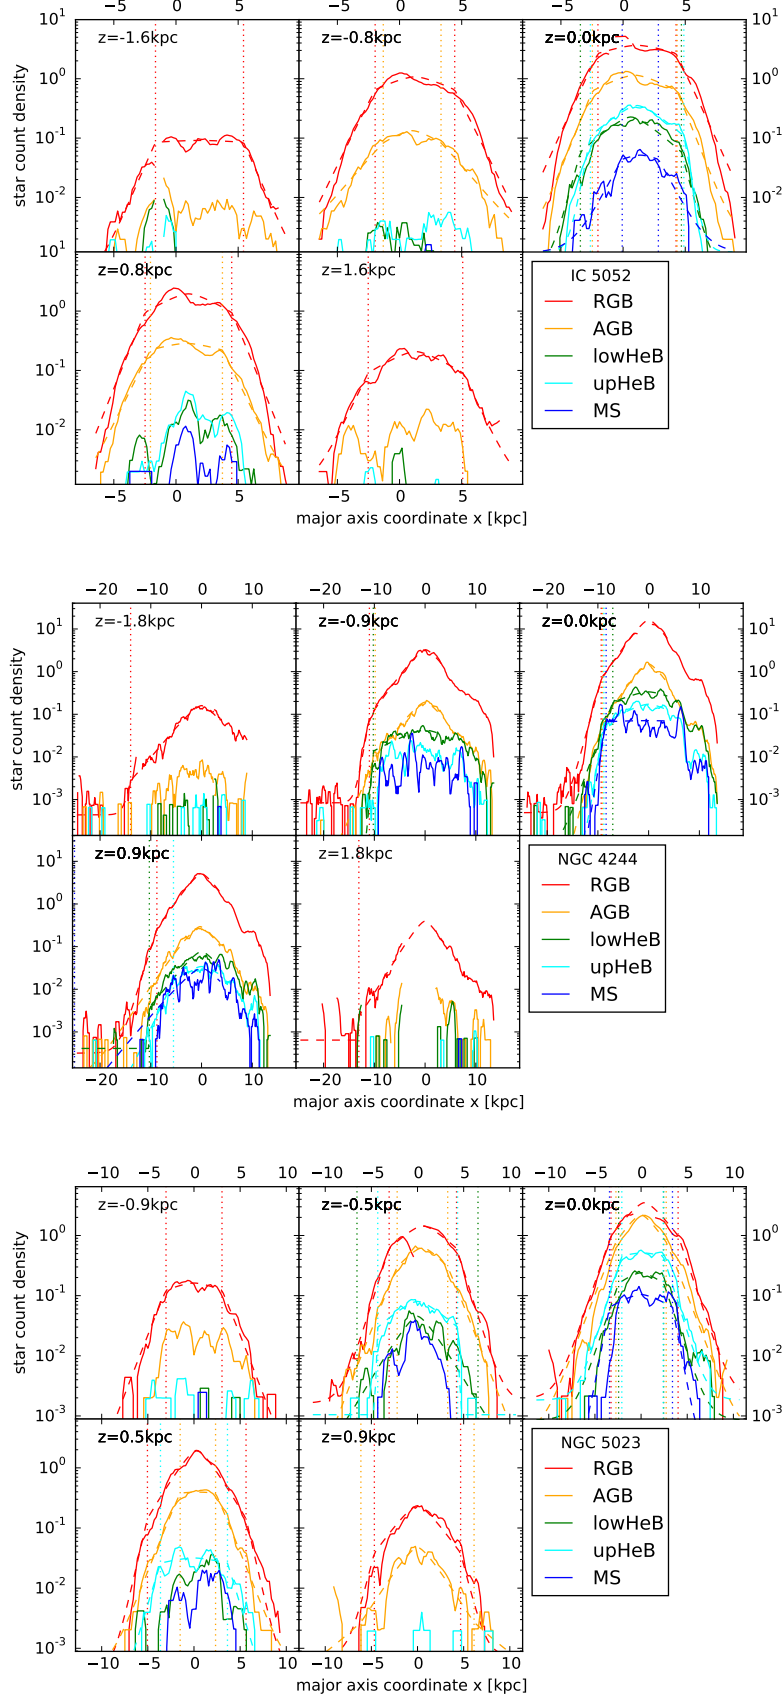 z=-1.6kpc
z=-0.8kpc
z=0.0kpc
10^1
10^0
10^-1
10^-2
10^1
star count density
10^1
10^0
10^-1
10^-2
z=0.8kpc
z=1.6kpc
10^0
10^-1
10^-2
IC 5052
RGB
AGB
lowHeB
upHeB
MS
−5 0 5
−5 0 5
−5 0 5
−5 0 5
−5 0 5
major axis coordinate x [kpc]
−20 −10 0 10
−20 −10 0 10
−20 −10 0 10
z=-1.8kpc
z=-0.9kpc
z=0.0kpc
10^1
10^0
10^-1
10^-2
10^-3
star count density
10^1
10^0
10^-1
10^-2
10^-3
z=0.9kpc
z=1.8kpc
10^1
10^0
10^-1
10^-2
10^-3
NGC 4244
RGB
AGB
lowHeB
upHeB
MS
−20 −10 0 10
−20 −10 0 10
major axis coordinate x [kpc]
−10 −5 0 5 10
−10 −5 0 5 10
−10 −5 0 5 10
z=-0.9kpc
z=-0.5kpc
z=0.0kpc
10^0
10^-1
10^-2
10^-3
star count density
10^0
10^-1
10^-2
10^-3
z=0.5kpc
z=0.9kpc
10^0
10^-1
10^-2
10^-3
NGC 5023
RGB
AGB
lowHeB
upHeB
MS
−10 −5 0 5 10
−10 −5 0 5 10
major axis coordinate x [kpc]